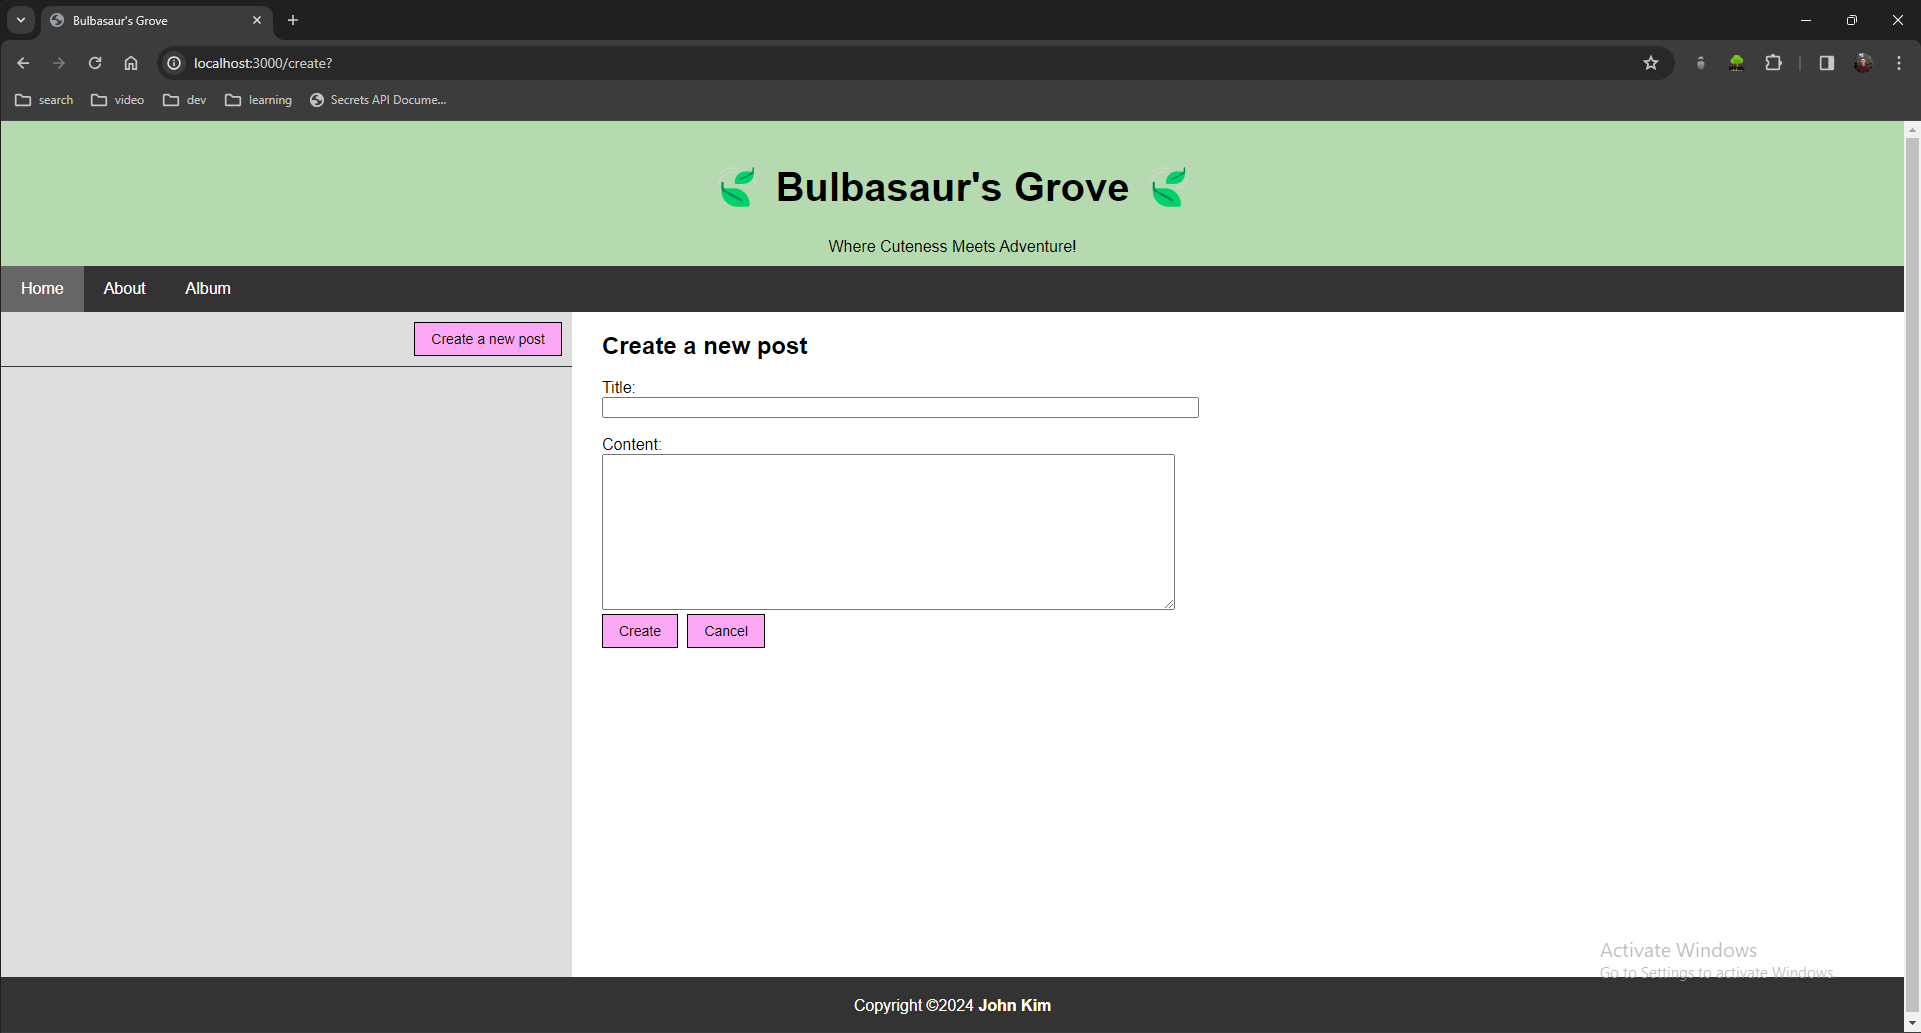 Bulbasaur's Grove
localhost:3000/create?
search video dev learning Secrets API Docume...
Bulbasaur's Grove
Where Cuteness Meets Adventure!
Home About Album
Create a new post
Create a new post
Title:
Content:
Create Cancel
Activate Windows
Go to Settings to activate Windows.
Copyright ©2024 John Kim